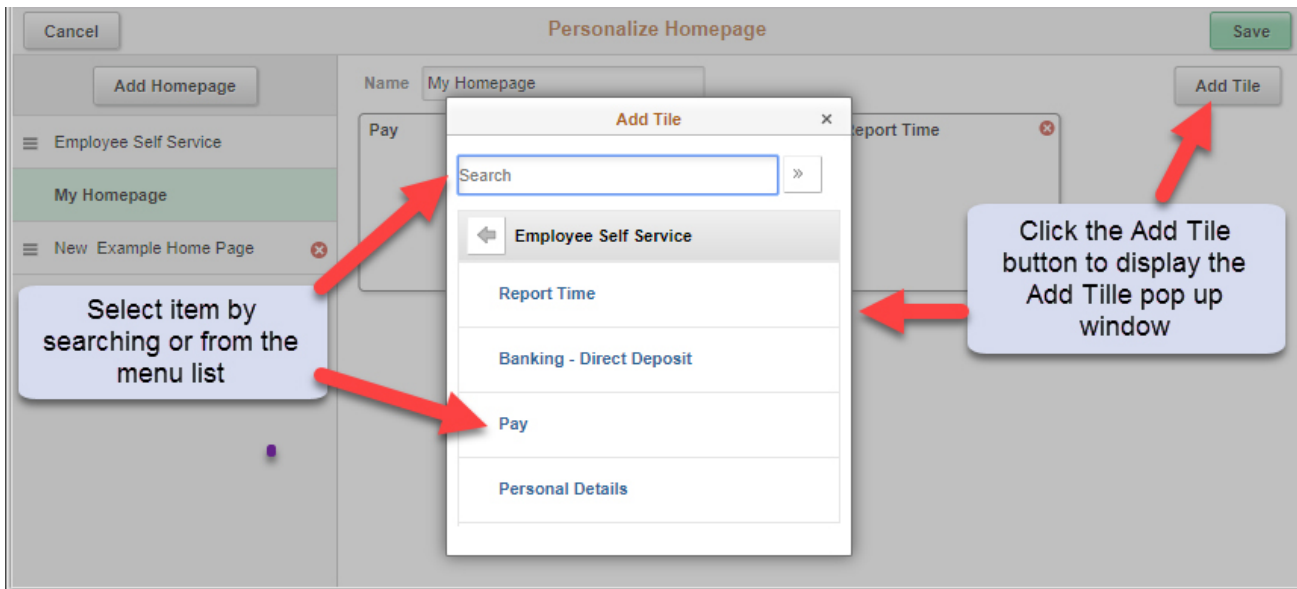 Cancel
Personalize Homepage
Save
Add Homepage
Name
My Homepage
Add Tile
Employee Self Service
My Homepage
New Example Home Page
Pay
eport Time
Add Tile
Search
Employee Self Service
Report Time
Banking - Direct Deposit
Pay
Personal Details
Select item by
searching or from the
menu list
Click the Add Tile
button to display the
Add Tille pop up
window